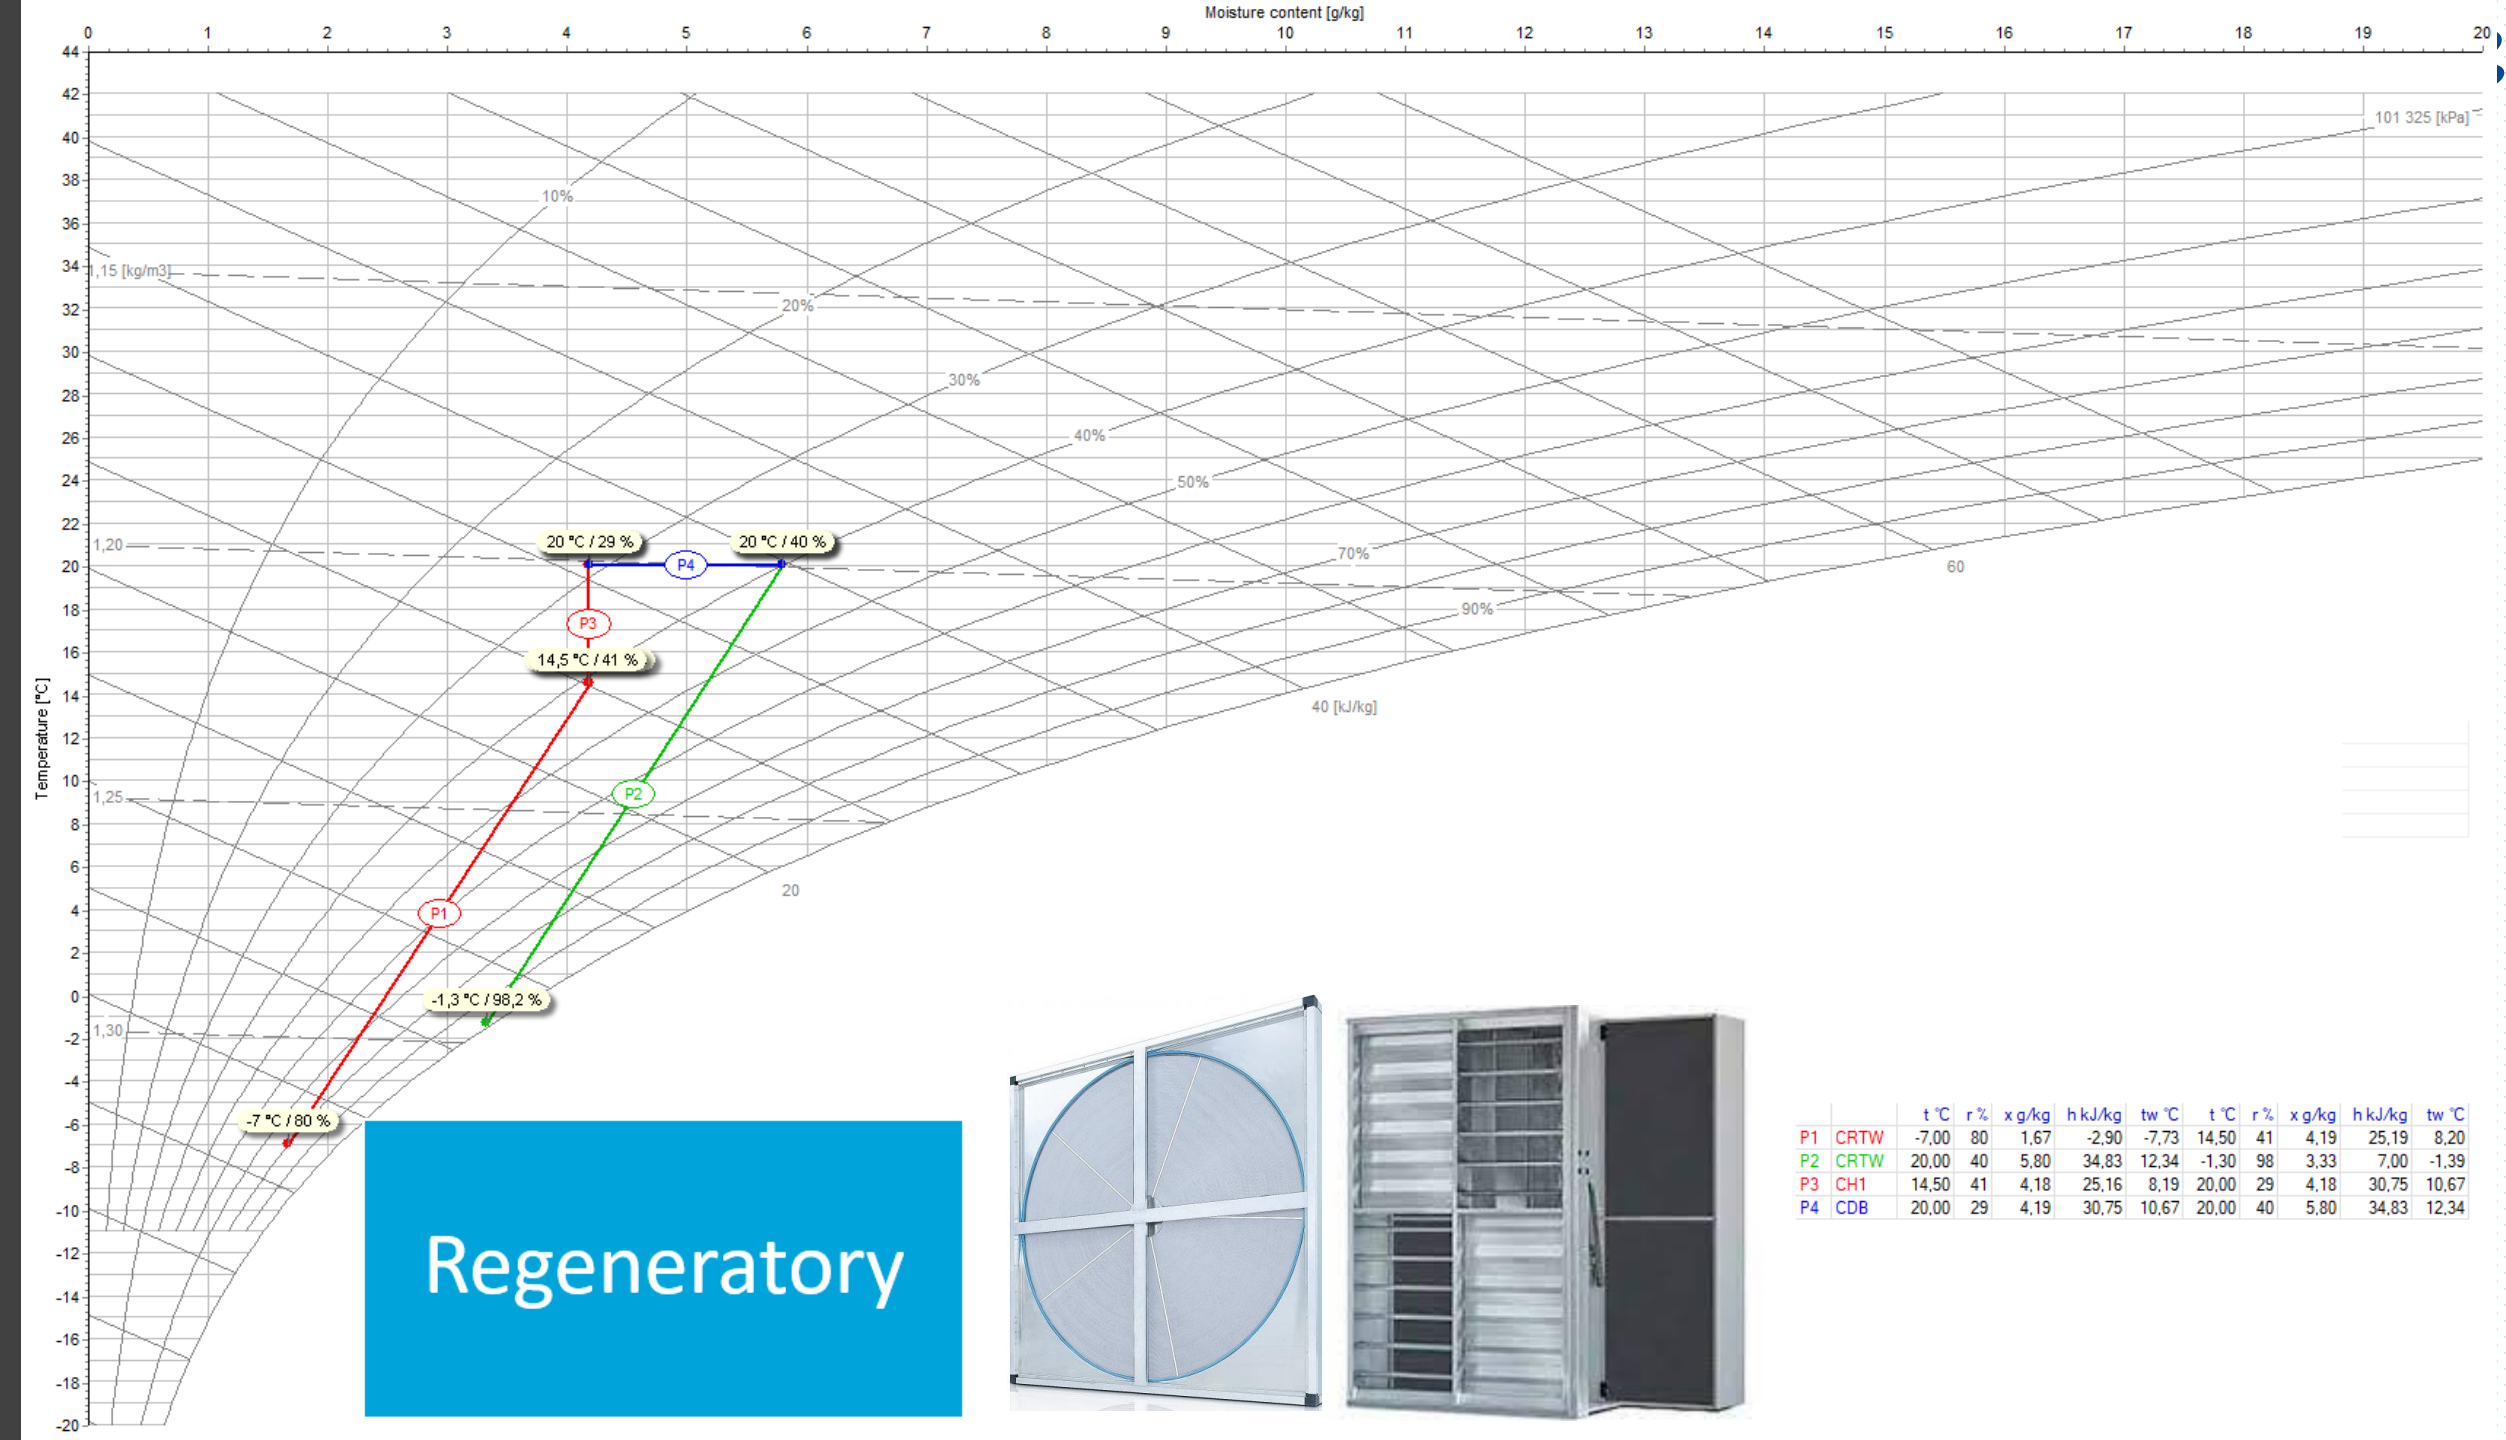 Moisture content [g/kg]
0 1 2 3 4 5 6 7 8 9 10 11 12 13 14 15 16 17 18 19 20
44
42
101 325 [kPa]
40
38
10%
36
34
1,15 [kg/m3]
20%
32
30
30%
28
40%
26
50%
24
22
20 °C / 29 % 20 °C / 40 %
1,20
70%
20
P4
60
18
90%
P3
16
14,5 °C / 41 %
14
40 [kJ/kg]
12
Temperature [°C]
10
1,25
P2
8
6
20
4
P1
2
0
-1,3 °C / 98,2 %
1,30
-2
-4
-7 °C / 80 %
-6
-8
-10
-12
-14
-16
-18
-20
Regeneratory
t °C r % x g/kg h kJ/kg tw °C t °C r % x g/kg h kJ/kg tw °C
P1 CRTW -7,00 80 1,67 -2,90 -7,73 14,50 41 4,19 25,19 8,20
P2 CRTW 20,00 40 5,80 34,83 12,34 -1,30 98 3,33 7,00 -1,39
P3 CH1 14,50 41 4,18 25,16 8,19 20,00 29 4,18 30,75 10,67
P4 CDB 20,00 29 4,19 30,75 10,67 20,00 40 5,80 34,83 12,34